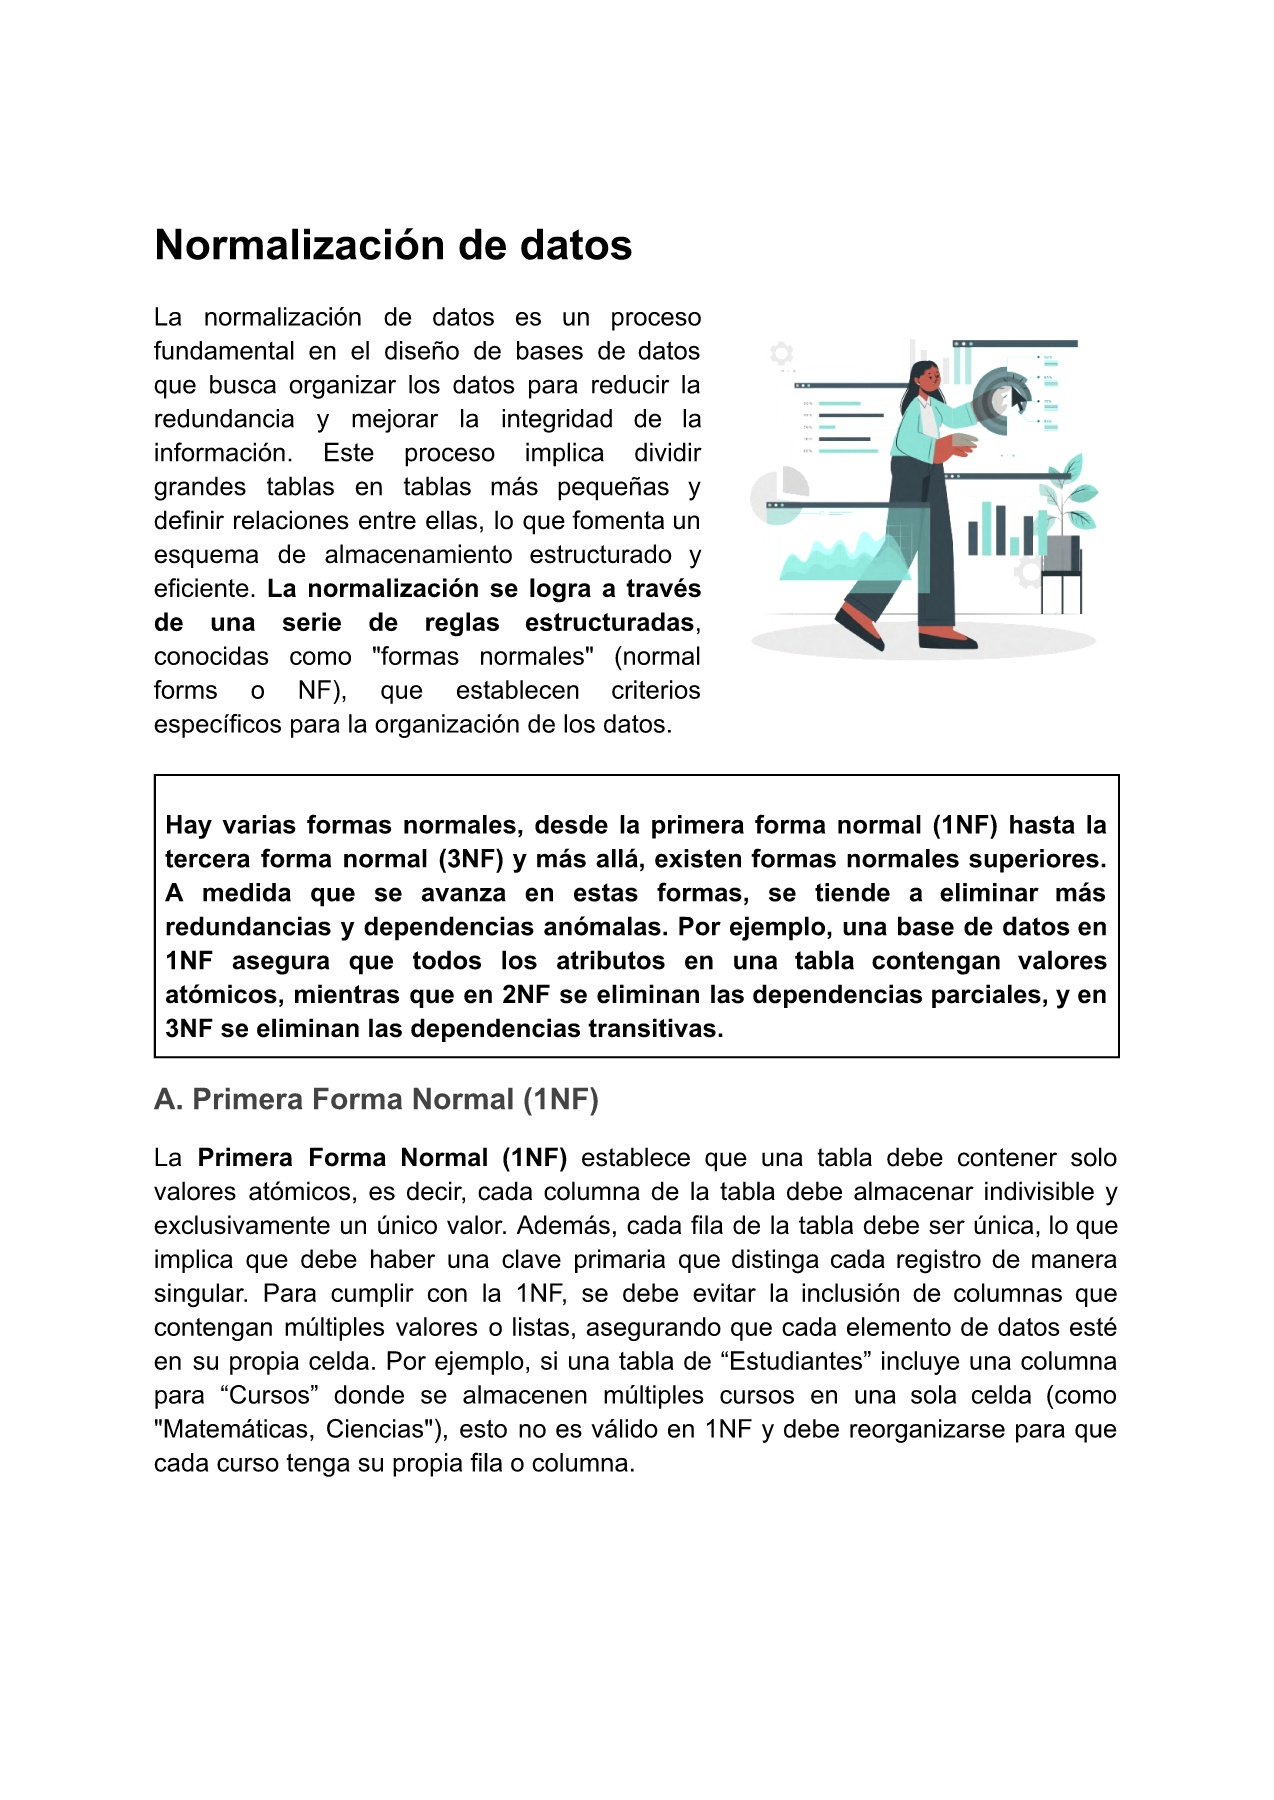 Normalización de datos
La normalización de datos es un proceso
fundamental en el diseño de bases de datos
que busca organizar los datos para reducir la
redundancia y mejorar la integridad de la
información. Este proceso implica dividir
grandes tablas en tablas más pequeñas y
definir relaciones entre ellas, lo que fomenta un
esquema de almacenamiento estructurado y
eficiente. La normalización se logra a través
de una serie de reglas estructuradas,
conocidas como "formas normales" (normal
forms o NF), que establecen criterios
específicos para la organización de los datos.
Hay varias formas normales, desde la primera forma normal (1NF) hasta la
tercera forma normal (3NF) y más allá, existen formas normales superiores.
A medida que se avanza en estas formas, se tiende a eliminar más
redundancias y dependencias anómalas. Por ejemplo, una base de datos en
1NF asegura que todos los atributos en una tabla contengan valores
atómicos, mientras que en 2NF se eliminan las dependencias parciales, y en
3NF se eliminan las dependencias transitivas.
A. Primera Forma Normal (1NF)
La Primera Forma Normal (1NF) establece que una tabla debe contener solo
valores atómicos, es decir, cada columna de la tabla debe almacenar indivisible y
exclusivamente un único valor. Además, cada fila de la tabla debe ser única, lo que
implica que debe haber una clave primaria que distinga cada registro de manera
singular. Para cumplir con la 1NF, se debe evitar la inclusión de columnas que
contengan múltiples valores o listas, asegurando que cada elemento de datos esté
en su propia celda. Por ejemplo, si una tabla de “Estudiantes” incluye una columna
para “Cursos” donde se almacenen múltiples cursos en una sola celda (como
"Matemáticas, Ciencias"), esto no es válido en 1NF y debe reorganizarse para que
cada curso tenga su propia fila o columna.